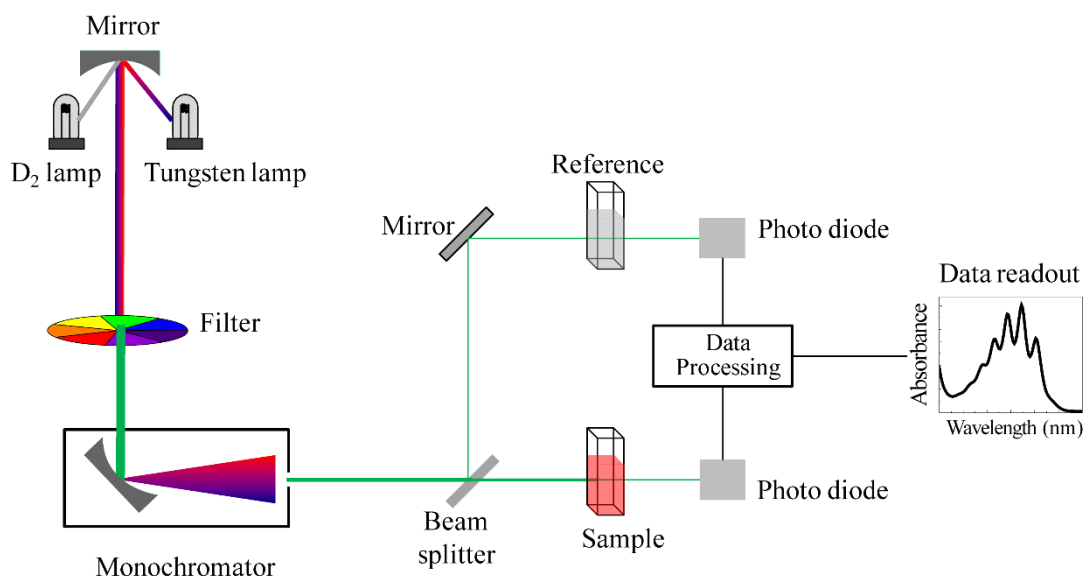 Mirror
D₂ lamp
Tungsten lamp
Filter
Monochromator
Mirror
Reference
Photo diode
Beam
splitter
Sample
Photo diode
Data
Processing
Data readout
Absorbance
Wavelength (nm)